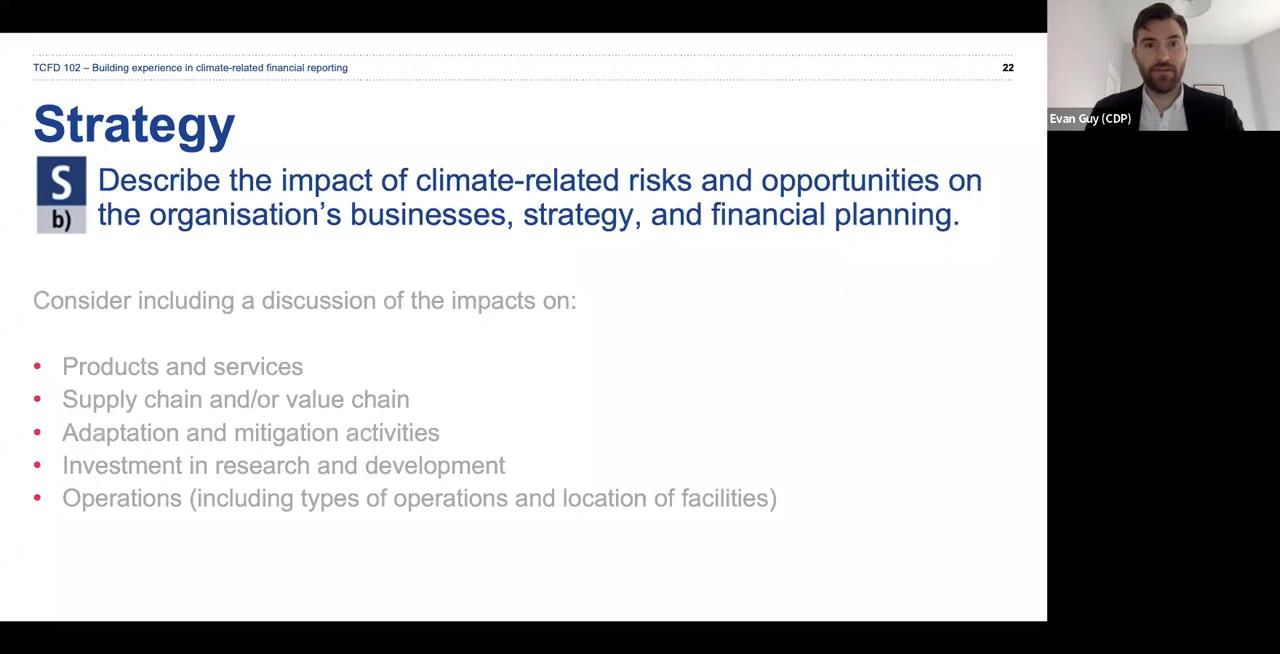 TCFD 102 – Building experience in climate-related financial reporting
22
Strategy
S
b)
Describe the impact of climate-related risks and opportunities on
the organisation’s businesses, strategy, and financial planning.
Consider including a discussion of the impacts on:
• Products and services
• Supply chain and/or value chain
• Adaptation and mitigation activities
• Investment in research and development
• Operations (including types of operations and location of facilities)
Evan Guy (CDP)